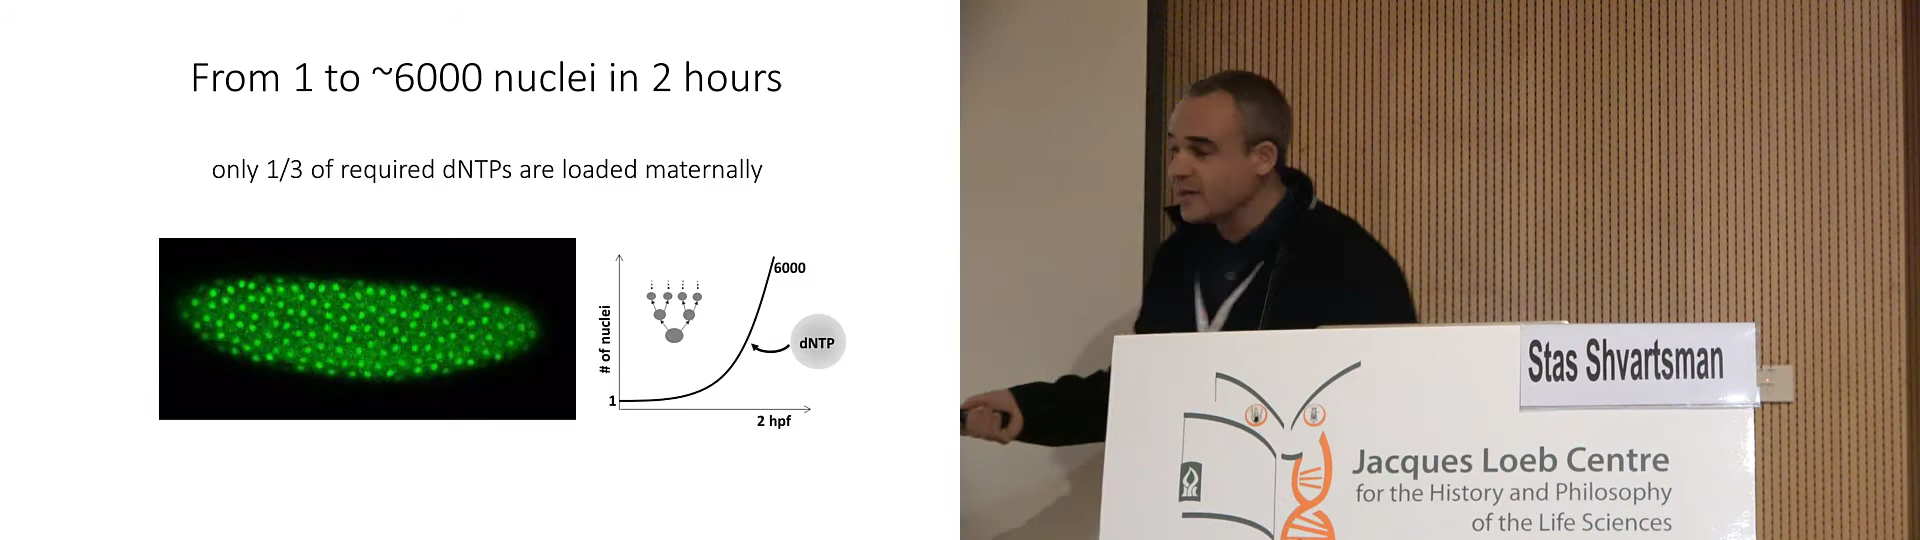 From 1 to ~6000 nuclei in 2 hours
only 1/3 of required dNTPs are loaded maternally
# of nuclei
6000
dNTP
1
2 hpf
Stas Shvartsman
Jacques Loeb Centre
for the History and Philosophy
of the Life Sciences